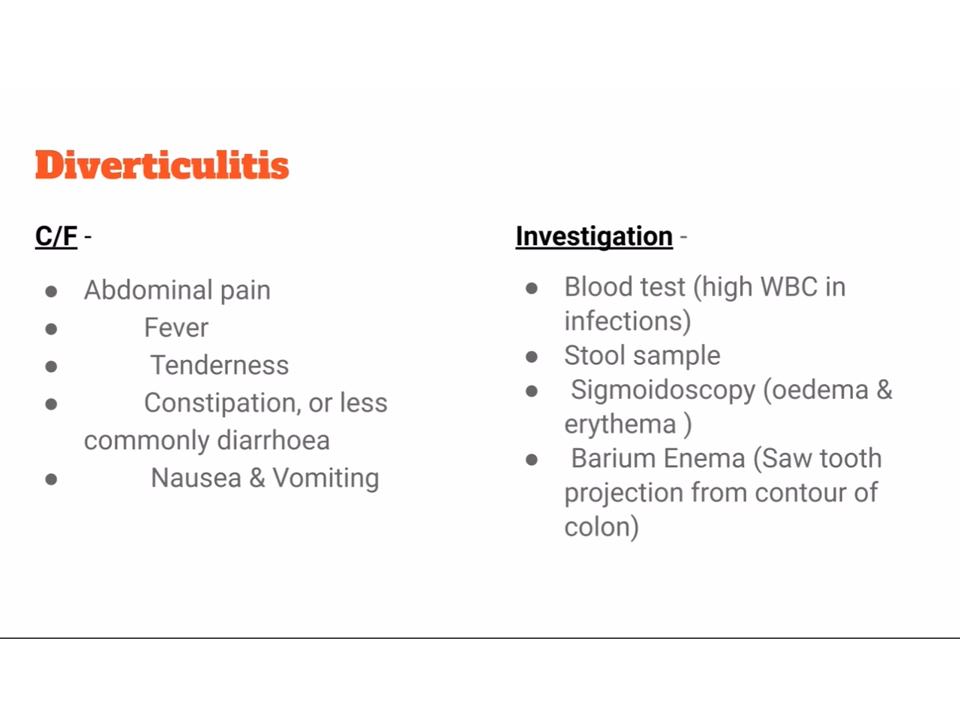 Diverticulitis
C/F -
● Abdominal pain
● Fever
● Tenderness
● Constipation, or less
commonly diarrhoea
● Nausea & Vomiting
Investigation -
● Blood test (high WBC in
infections)
● Stool sample
● Sigmoidoscopy (oedema &
erythema )
● Barium Enema (Saw tooth
projection from contour of
colon)